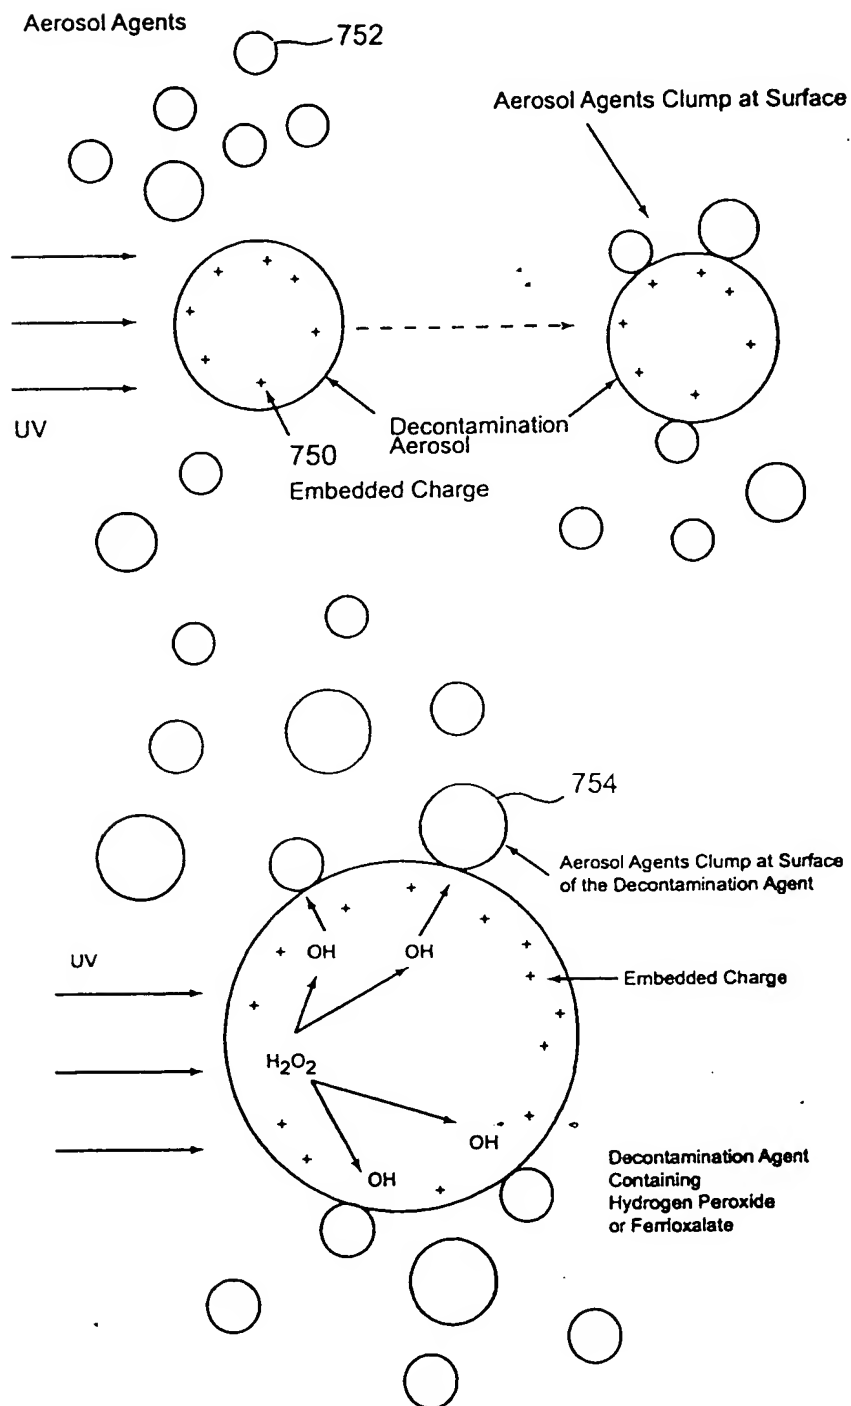 Aerosol Agents
752
Aerosol Agents Clump at Surface
+ + +
+ +
+ +
+ +
+ +
+ +
+ +
+
UV
Decontamination
Aerosol
750
Embedded Charge
754
Aerosol Agents Clump at Surface
of the Decontamination Agent
UV
OH
OH
Embedded Charge
H2O2
OH
OH
Decontamination Agent
Containing
Hydrogen Peroxide
or Ferrioxalate